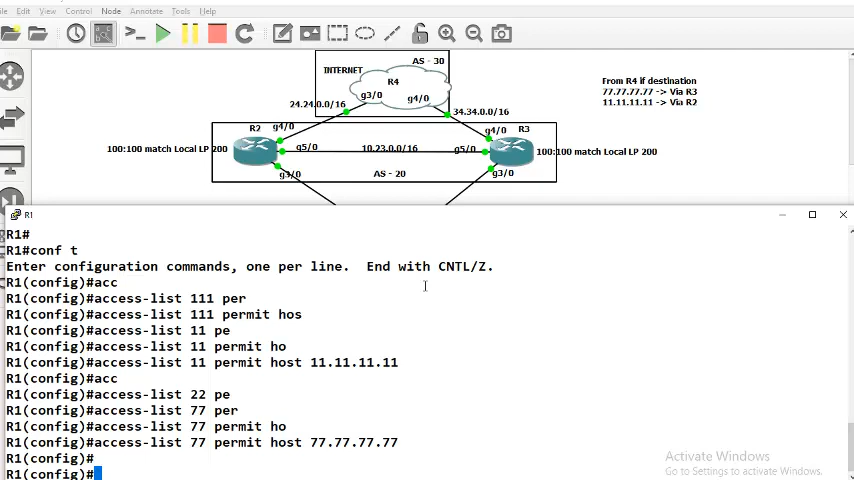 File Edit View Control Node Annotate Tools Help
INTERNET
AS - 30
R4
g3/0
g4/0
24.24.0.0/16
34.34.0.0/16
From R4 if destination
77.77.77.77 -> Via R3
11.11.11.11 -> Via R2
R2
g4/0
g4/0
R3
100:100 match Local LP 200
g5/0
10.23.0.0/16
g5/0
100:100 match Local LP 200
g3/0
AS - 20
g3/0
R1
R1#
R1#conf t
Enter configuration commands, one per line.  End with CNTL/Z.
R1(config)#acc
R1(config)#access-list 111 per
R1(config)#access-list 111 permit hos
R1(config)#access-list 11 pe
R1(config)#access-list 11 permit ho
R1(config)#access-list 11 permit host 11.11.11.11
R1(config)#acc
R1(config)#access-list 22 pe
R1(config)#access-list 77 per
R1(config)#access-list 77 permit ho
R1(config)#access-list 77 permit host 77.77.77.77
R1(config)#
R1(config)#
Activate Windows
Go to Settings to activate Windows.